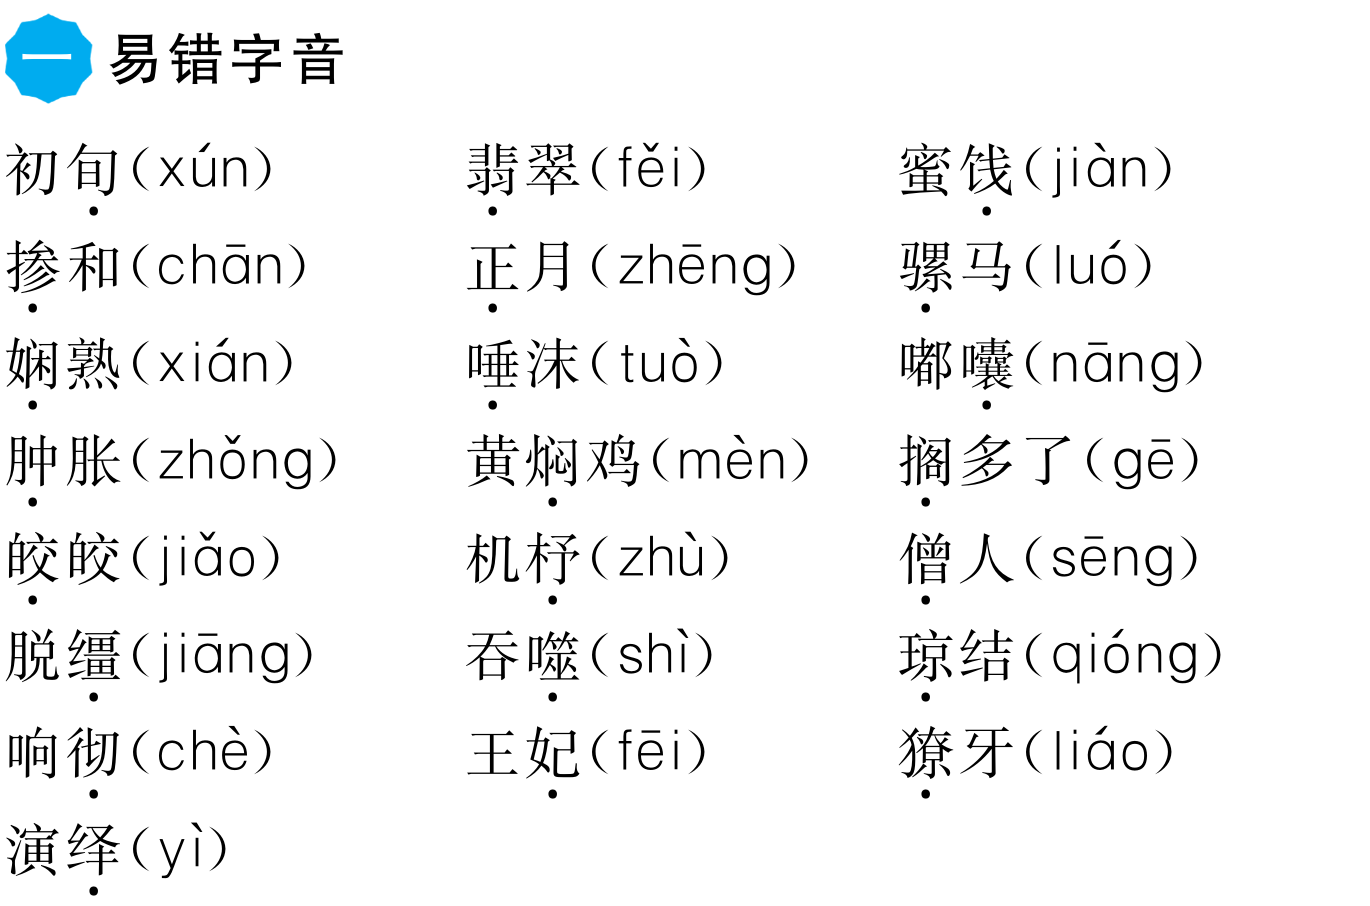 一 易错字音
初旬(xún) 翡翠(fěi) 蜜饯(jiàn)
掺和(chān) 正月(zhēng) 骡马(luó)
娴熟(xián) 唾沫(tuò) 嘟囔(nāng)
肿胀(zhǒng) 黄焖鸡(mèn) 搁多了(gē)
皎皎(jiǎo) 机杼(zhù) 僧人(sēng)
脱缰(jiāng) 吞噬(shì) 琼结(qióng)
响彻(chè) 王妃(fēi) 獠牙(liáo)
演绎(yì)